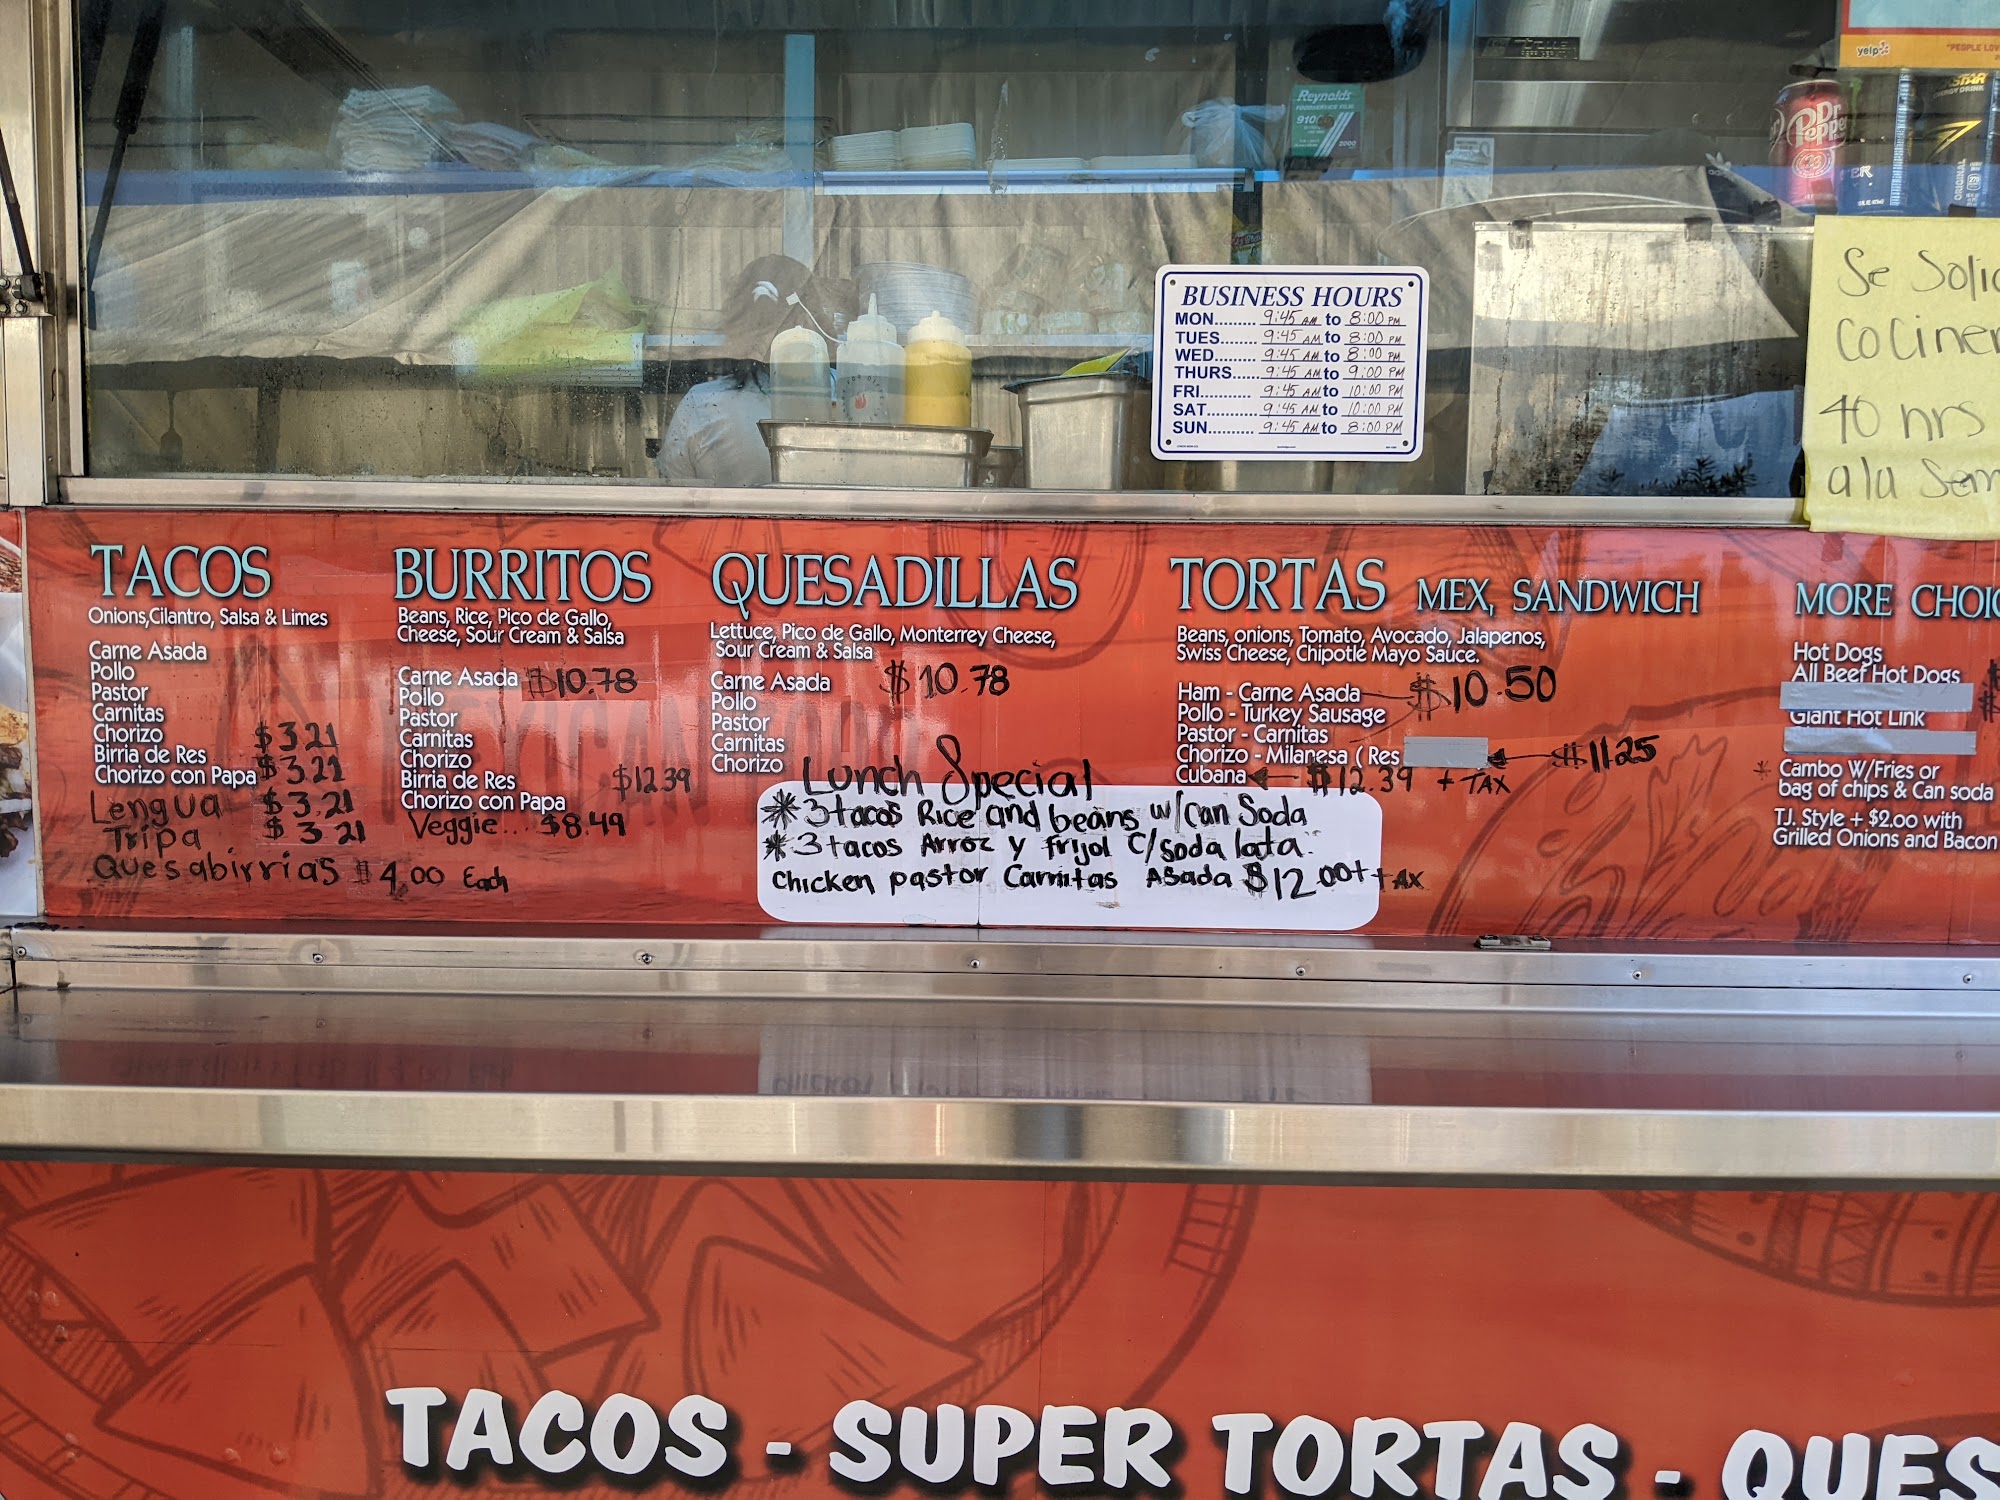 yelp
"PEOPLE LOV
Reynolds
FOODSERVICE FILM
910
2000
Dr
Pepper
STAR
ENERGY DRINK
ORIGINAL
BUSINESS HOURS
MON......... 9:45 AM to 8:00 PM
TUES........ 9:45 AM to 8:00 PM
WED......... 9:45 AM to 8:00 PM
THURS...... 9:45 AM to 9:00 PM
FRI........... 9:45 AM to 10:00 PM
SAT.......... 9:45 AM to 10:00 PM
SUN.......... 9:45 AM to 8:00 PM
Se Solic
Cociner
40 hrs
a la Sem
TACOS
Onions,Cilantro, Salsa & Limes
Carne Asada
Pollo
Pastor
Carnitas
Chorizo $3.21
Birria de Res
Chorizo con Papa $3.21
Lengua $3.21
Tripa $3.21
Quesabirrias $4.00 Each
BURRITOS
Beans, Rice, Pico de Gallo,
Cheese, Sour Cream & Salsa
Carne Asada $10.78
Pollo
Pastor
Carnitas
Chorizo
Birria de Res $12.39
Chorizo con Papa
Veggie... $8.49
QUESADILLAS
Lettuce, Pico de Gallo, Monterrey Cheese,
Sour Cream & Salsa
Carne Asada $10.78
Pollo
Pastor
Carnitas
Chorizo
Lunch Special
* 3 tacos Rice and beans w/can Soda
* 3 tacos Arroz y frijol c/soda lata.
Chicken pastor Carnitas Asada $12.00++AX
TORTAS MEX, SANDWICH
Beans, onions, Tomato, Avocado, Jalapenos,
Swiss Cheese, Chipotle Mayo Sauce.
Ham - Carne Asada $10.50
Pollo - Turkey Sausage
Pastor - Carnitas
Chorizo - Milanesa ( Res $11.25
Cubana $12.39 + TAX
MORE CHOIC
Hot Dogs
All Beef Hot Dogs
Giant Hot Link
* Cambo W/Fries or
bag of chips & Can soda
T.J. Style + $2.00 with
Grilled Onions and Bacon
TACOS - SUPER TORTAS - QUES